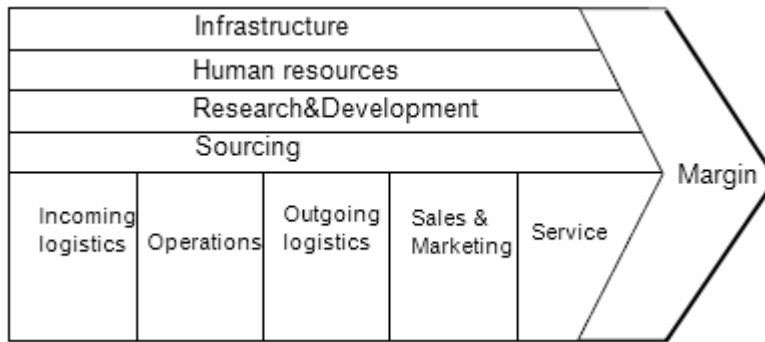 Infrastructure
Human resources
Research&Development
Sourcing
Margin
Incoming
logistics
Operations
Outgoing
logistics
Sales &
Marketing
Service